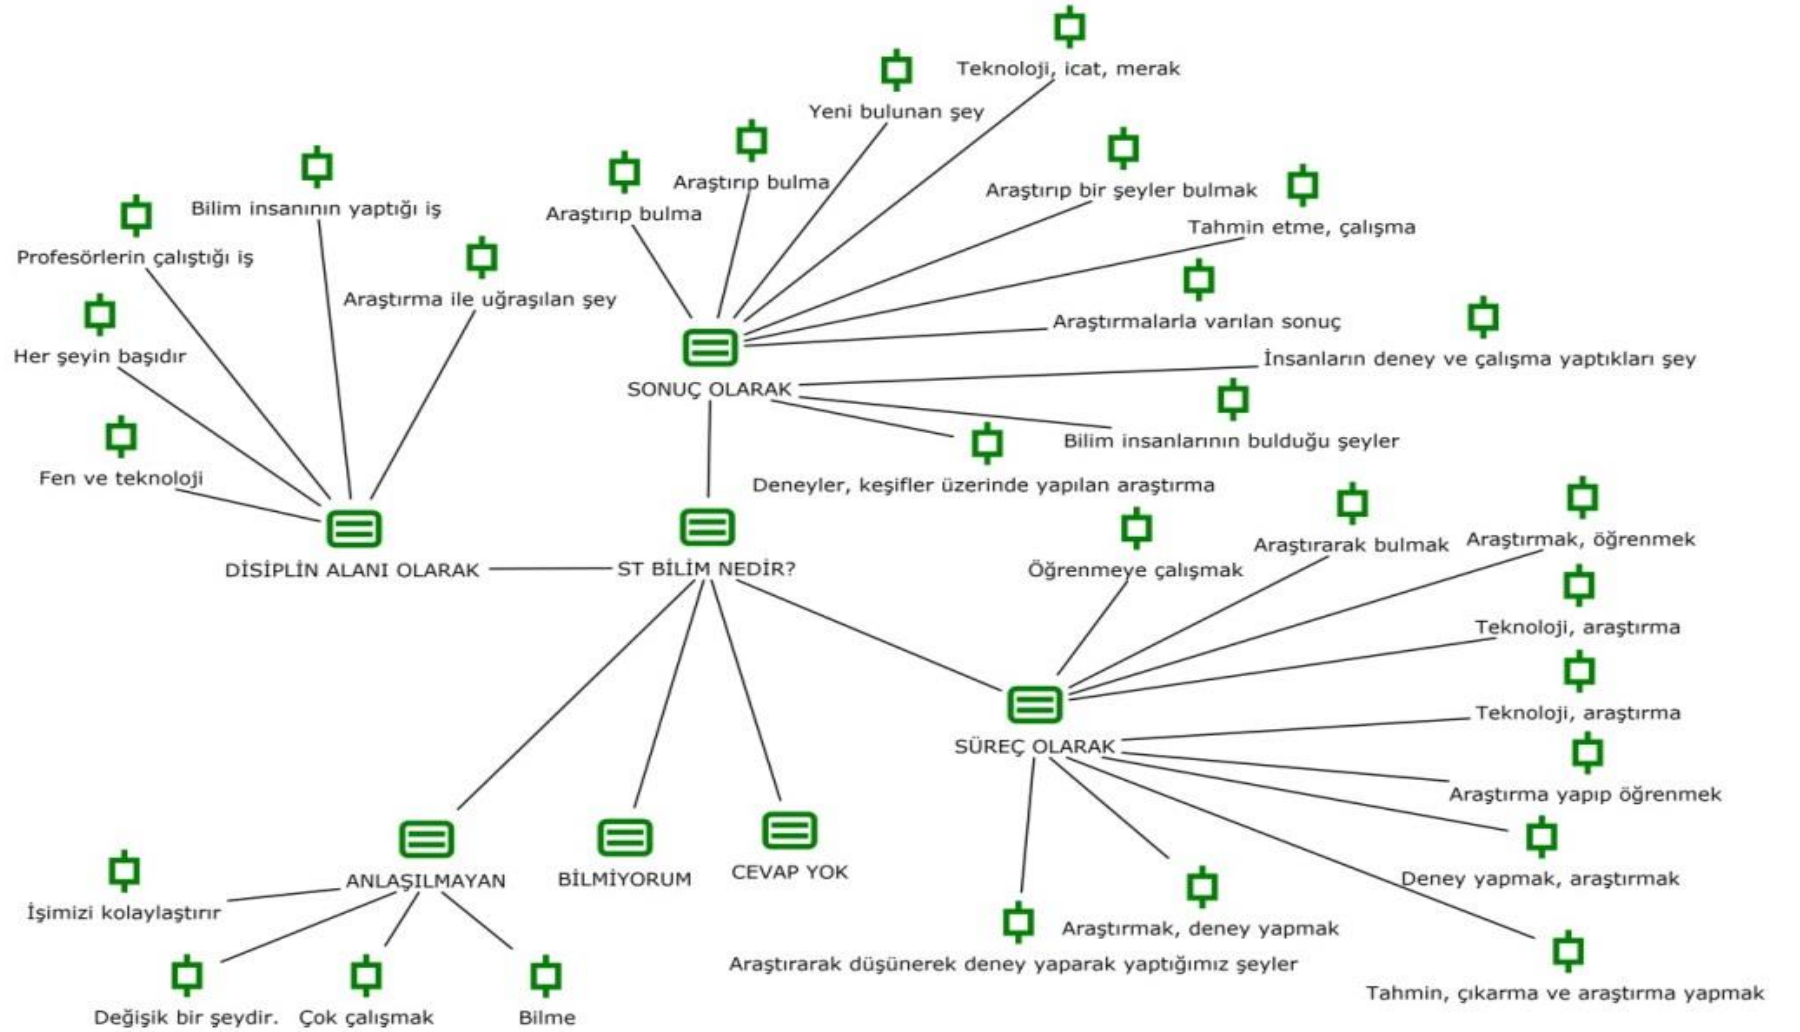 Teknoloji, icat, merak
Yeni bulunan şey
Araştırıp bulma
Araştırıp bulma
Araştırıp bir şeyler bulmak
Tahmin etme, çalışma
Araştırmalarla varılan sonuç
İnsanların deney ve çalışma yaptıkları şey
Bilim insanlarının bulduğu şeyler
Deneyler, keşifler üzerinde yapılan araştırma
SONUÇ OLARAK
Bilim insanının yaptığı iş
Profesörlerin çalıştığı iş
Araştırma ile uğraşılan şey
Her şeyin başıdır
Fen ve teknoloji
DİSİPLİN ALANI OLARAK
ST BİLİM NEDİR?
Öğrenmeye çalışmak
Araştırarak bulmak
Araştırmak, öğrenmek
Teknoloji, araştırma
Teknoloji, araştırma
SÜREÇ OLARAK
Araştırma yapıp öğrenmek
Deney yapmak, araştırmak
Araştırmak, deney yapmak
Araştırarak düşünerek deney yaparak yaptığımız şeyler
Tahmin, çıkarma ve araştırma yapmak
ANLAŞILMAYAN
BİLMİYORUM
CEVAP YOK
İşimizi kolaylaştırır
Değişik bir şeydir.
Çok çalışmak
Bilme